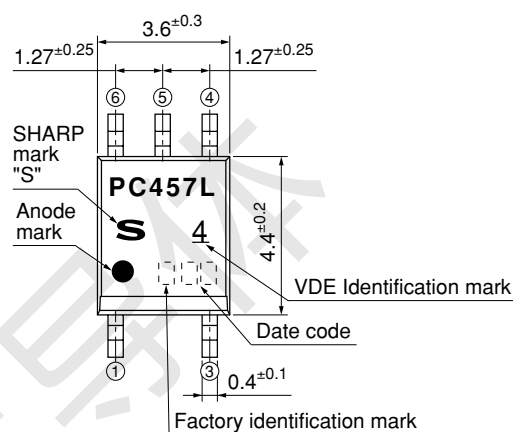 3.6±0.3
1.27±0.25 1.27±0.25
⑥ ⑤ ④
SHARP
mark
"S"
PC457L
S
4
Anode
mark
4.4±0.2
VDE Identification mark
Date code
① ③
0.4±0.1
Factory identification mark
导体